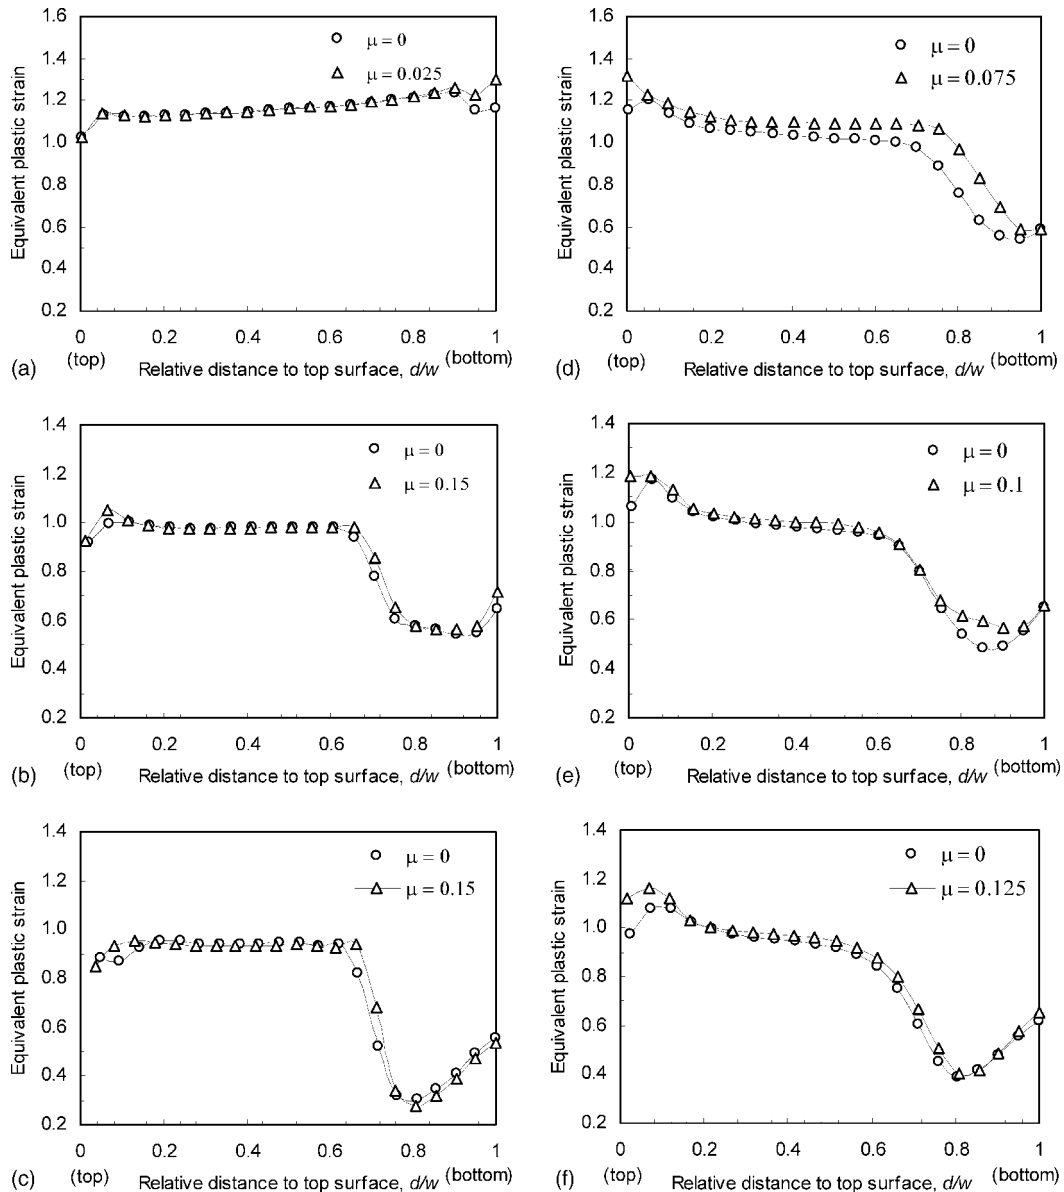 1.6
1.4
1.2
1.0
0.8
0.6
0.4
0.2
Equivalent plastic strain
μ = 0
μ = 0.025
0 0.2 0.4 0.6 0.8 1
(top) (bottom)
(a) Relative distance to top surface, d/w
1.6
1.4
1.2
1.0
0.8
0.6
0.4
0.2
Equivalent plastic strain
μ = 0
μ = 0.075
0 0.2 0.4 0.6 0.8 1
(top) (bottom)
(d) Relative distance to top surface, d/w
1.4
1.2
1.0
0.8
0.6
0.4
0.2
Equivalent plastic strain
μ = 0
μ = 0.15
0 0.2 0.4 0.6 0.8 1
(top) (bottom)
(b) Relative distance to top surface, d/w
1.4
1.2
1.0
0.8
0.6
0.4
0.2
Equivalent plastic strain
μ = 0
μ = 0.1
0 0.2 0.4 0.6 0.8 1
(top) (bottom)
(e) Relative distance to top surface, d/w
1.4
1.2
1.0
0.8
0.6
0.4
0.2
Equivalent plastic strain
μ = 0
μ = 0.15
0 0.2 0.4 0.6 0.8 1
(top) (bottom)
(c) Relative distance to top surface, d/w
1.4
1.2
1.0
0.8
0.6
0.4
0.2
Equivalent plastic strain
μ = 0
μ = 0.125
0 0.2 0.4 0.6 0.8 1
(top) (bottom)
(f) Relative distance to top surface, d/w